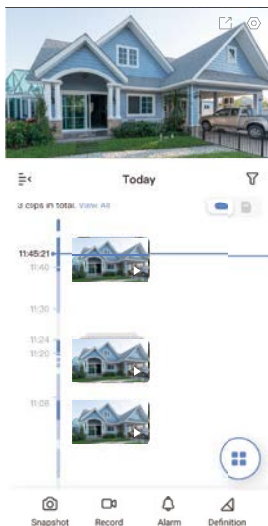 Today
3 clips in total. View All
11:45:21
11:40
11:30
11:24
11:20
11:06
Snapshot Record Alarm Definition